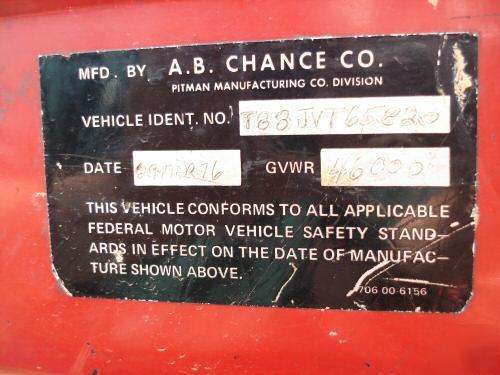 MFD. BY A.B. CHANCE CO.
PITMAN MANUFACTURING CO. DIVISION
VEHICLE IDENT. NO. T88JVT65820
DATE GVWR 46000
THIS VEHICLE CONFORMS TO ALL APPLICABLE
FEDERAL MOTOR VEHICLE SAFETY STAND-
ARDS IN EFFECT ON THE DATE OF MANUFAC-
TURE SHOWN ABOVE.
706 00-6156